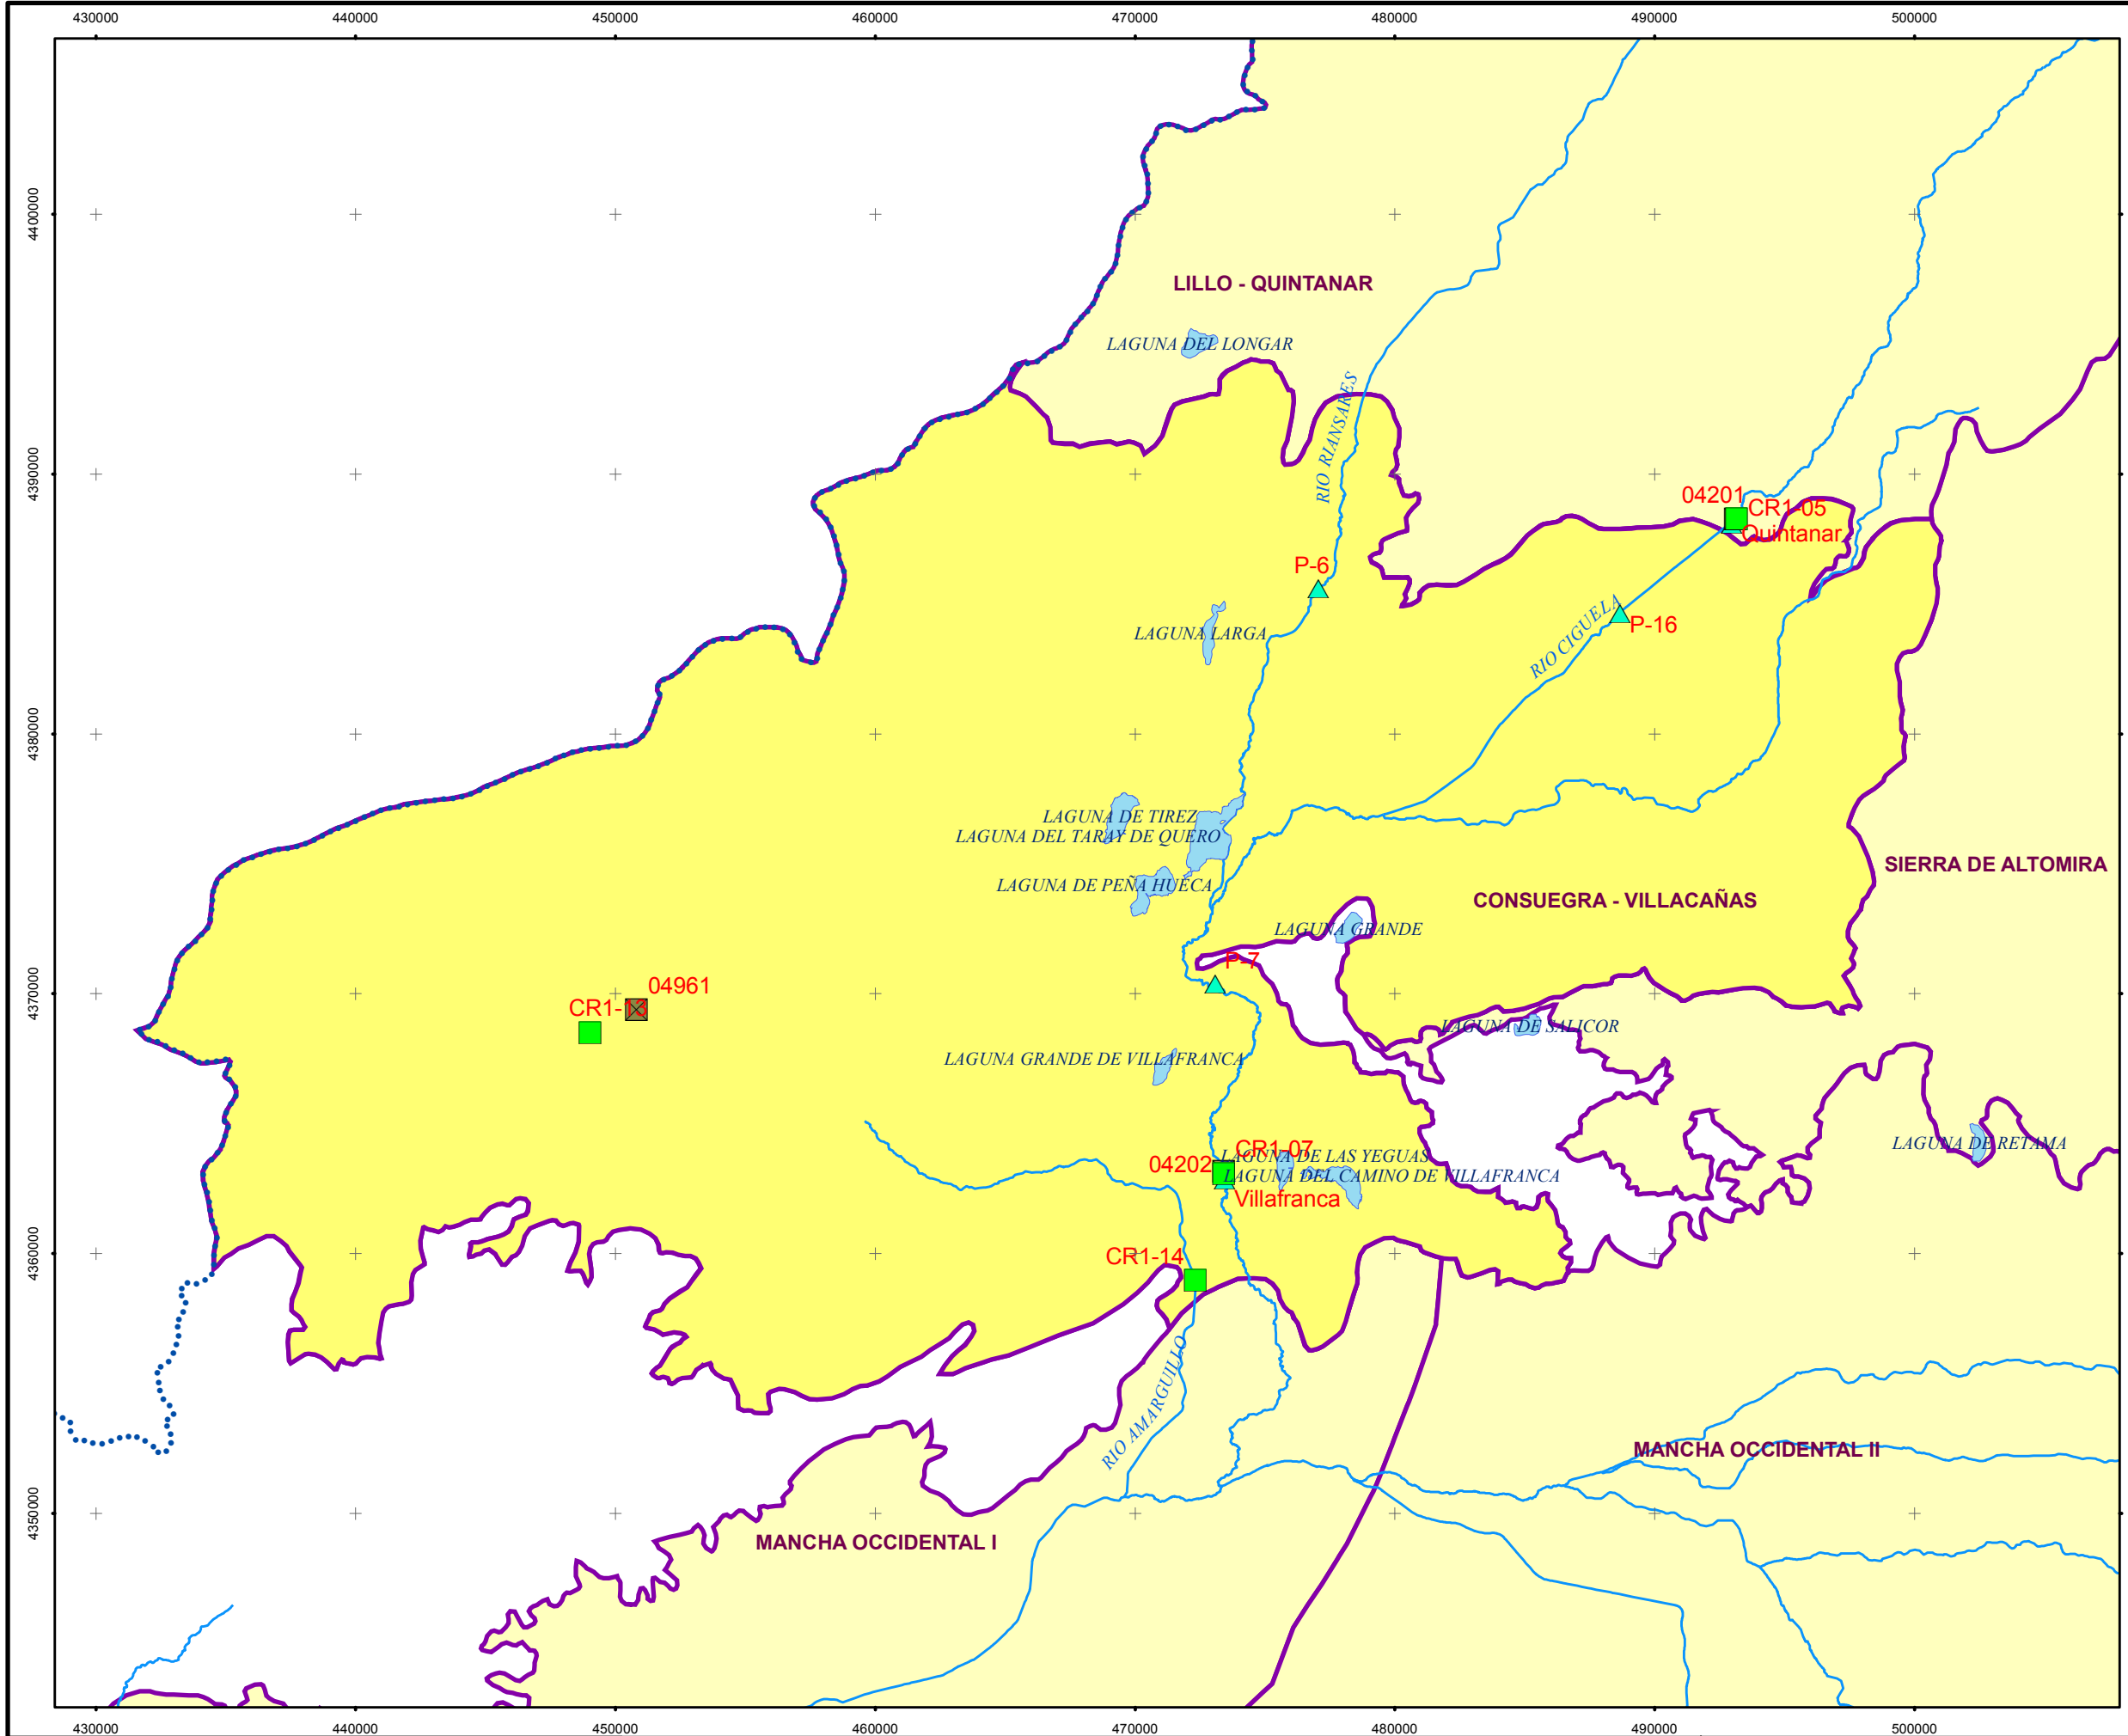 430000 440000 450000 460000 470000 480000 490000 500000
4400000
4390000
4380000
4370000
4360000
4350000
LILLO - QUINTANAR
LAGUNA DEL LONGAR
RIO RIANSARES
04201
CR1-05
Quintanar
P-6
P-16
RIO CIGUELA
LAGUNA LARGA
LAGUNA DE TIREZ
LAGUNA DEL TARAY DE QUERO
SIERRA DE ALTOMIRA
LAGUNA DE PEÑA HUECA
CONSUEGRA - VILLACAÑAS
LAGUNA GRANDE
P-7
04961
CR1-13
LAGUNA DE SALICOR
LAGUNA GRANDE DE VILLAFRANCA
LAGUNA DE RETAMA
CR1-07
LAGUNA DE LAS YEGUAS
04202
LAGUNA DEL CAMINO DE VILLAFRANCA
Villafranca
CR1-14
RIO AMARGUILLO
MANCHA OCCIDENTAL II
MANCHA OCCIDENTAL I
430000 440000 450000 460000 470000 480000 490000 500000